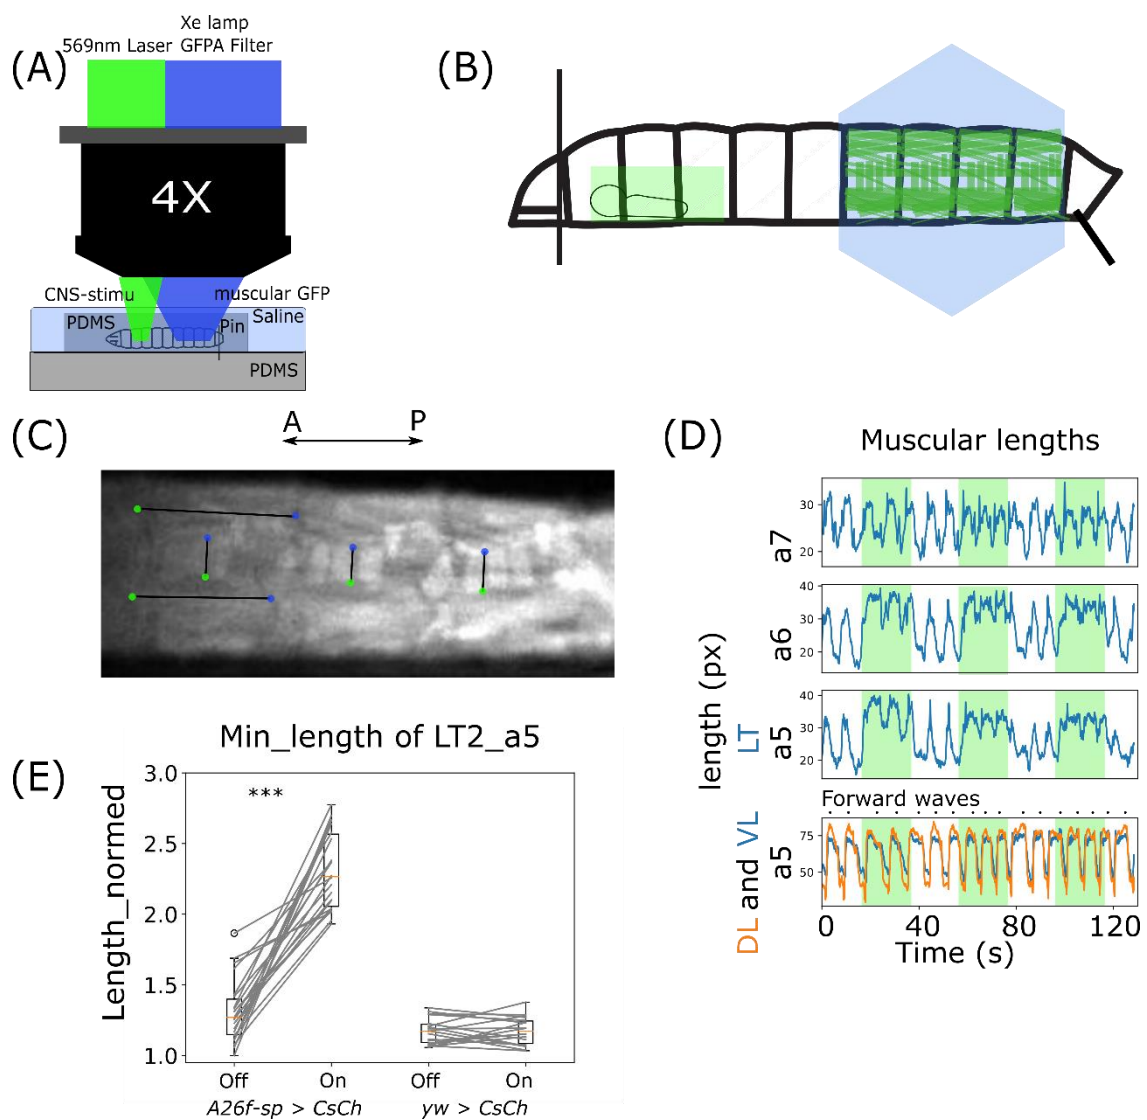 (A)
Xe lamp
569nm Laser GFPA Filter
4X
CNS-stimu muscular GFP
PDMS Pin Saline
PDMS
(B)
(C)
A P
(D)
Muscular lengths
length (px)
a7
30
20
a6
40
30
20
LT
a5
40
30
20
Forward waves
DL and VL
a5
75
50
0 40 80 120
Time (s)
(E)
Min_length of LT2_a5
Length_normed
3.0
2.5
2.0
1.5
1.0
***
Off On Off On
A26f-sp > CsCh yw > CsCh